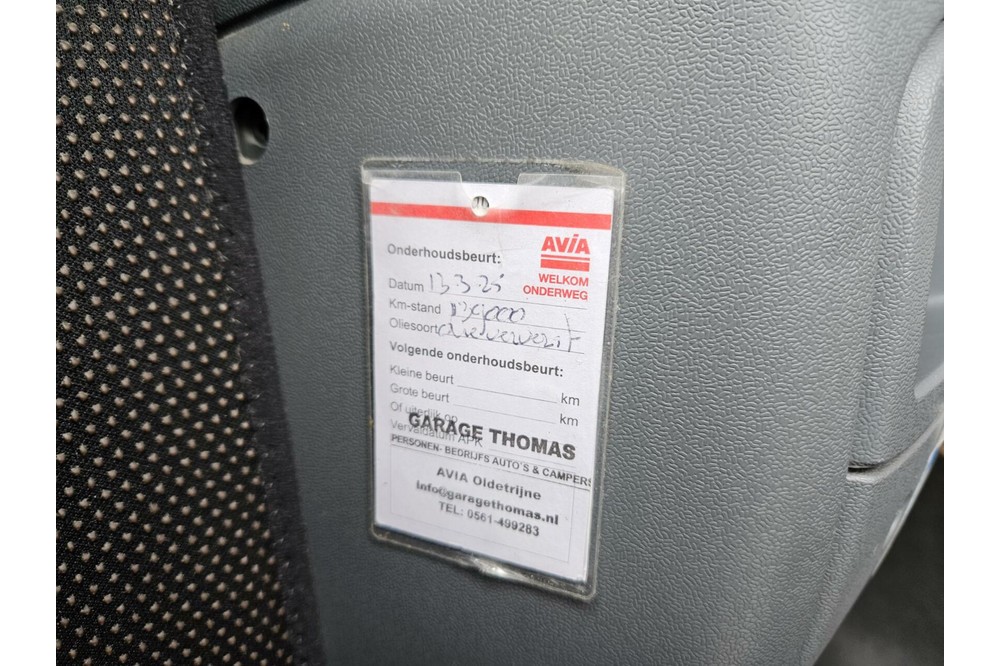 AVIA
Onderhoudsbeurt:
WELKOM
ONDERWEG
Datum 13-3-25
Km-stand
Oliesoort
Volgende onderhoudsbeurt:
Kleine beurt km
Grote beurt km
Of uiterlijk op
Vervaldatum APK
GARAGE THOMAS
PERSONEN- BEDRIJFS AUTO'S & CAMPERS
AVIA Oldetrijne
info@garagethomas.nl
TEL: 0561-499283